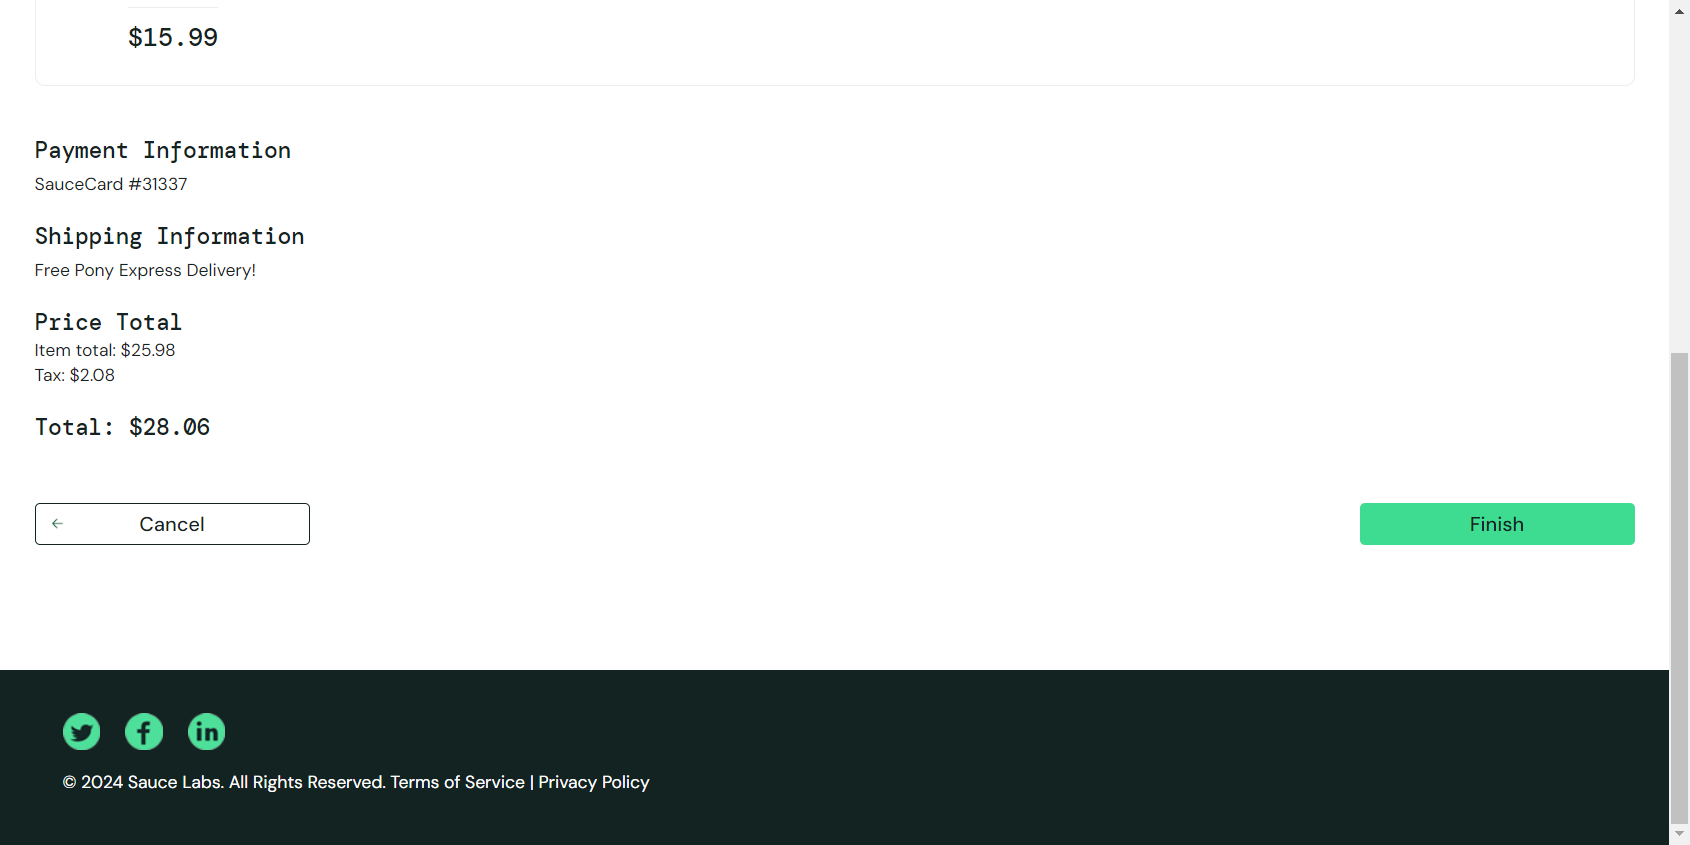 $15.99
Payment Information
SauceCard #31337
Shipping Information
Free Pony Express Delivery!
Price Total
Item total: $25.98
Tax: $2.08
Total: $28.06
Cancel
Finish
© 2024 Sauce Labs. All Rights Reserved. Terms of Service | Privacy Policy